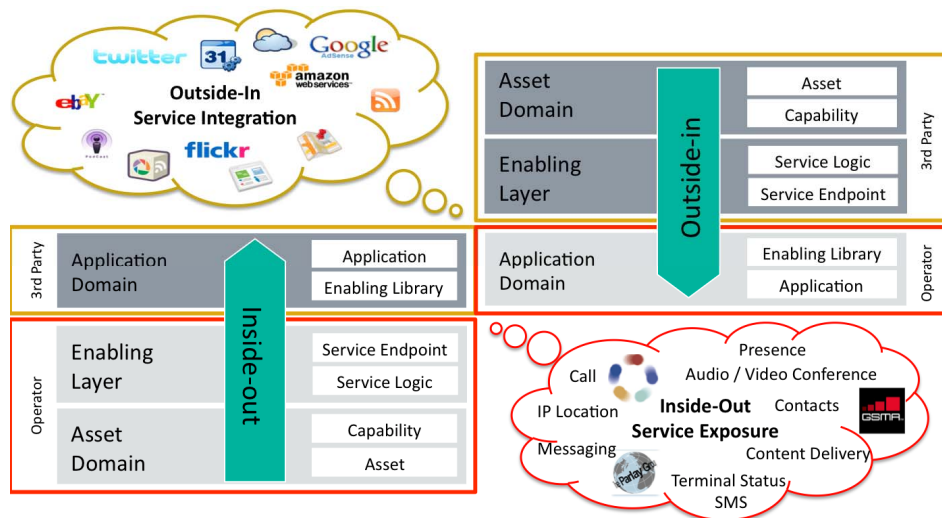 twitter
31
Google
AdSense
amazon
webservices™
ebaY
Outside-In
Service Integration
PODCAST
flickr
Asset
Domain
Asset
Capability
Enabling
Layer
Service Logic
Service Endpoint
3rd Party
Outside-in
Application
Domain
Enabling Library
Application
Operator
3rd Party
Application
Domain
Application
Enabling Library
Inside-out
Operator
Enabling
Layer
Service Endpoint
Service Logic
Asset
Domain
Capability
Asset
Presence
Call
Audio / Video Conference
IP Location
Inside-Out
Service Exposure
Contacts
GSMA
Messaging
Parlay
Content Delivery
Terminal Status
SMS